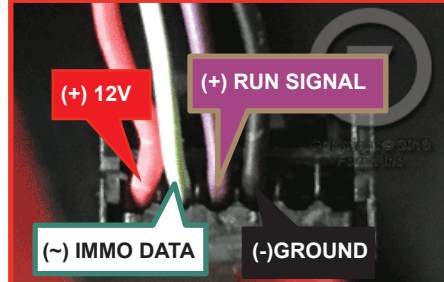 (+) 12V
(+) RUN SIGNAL
(~) IMMO DATA
(-)GROUND